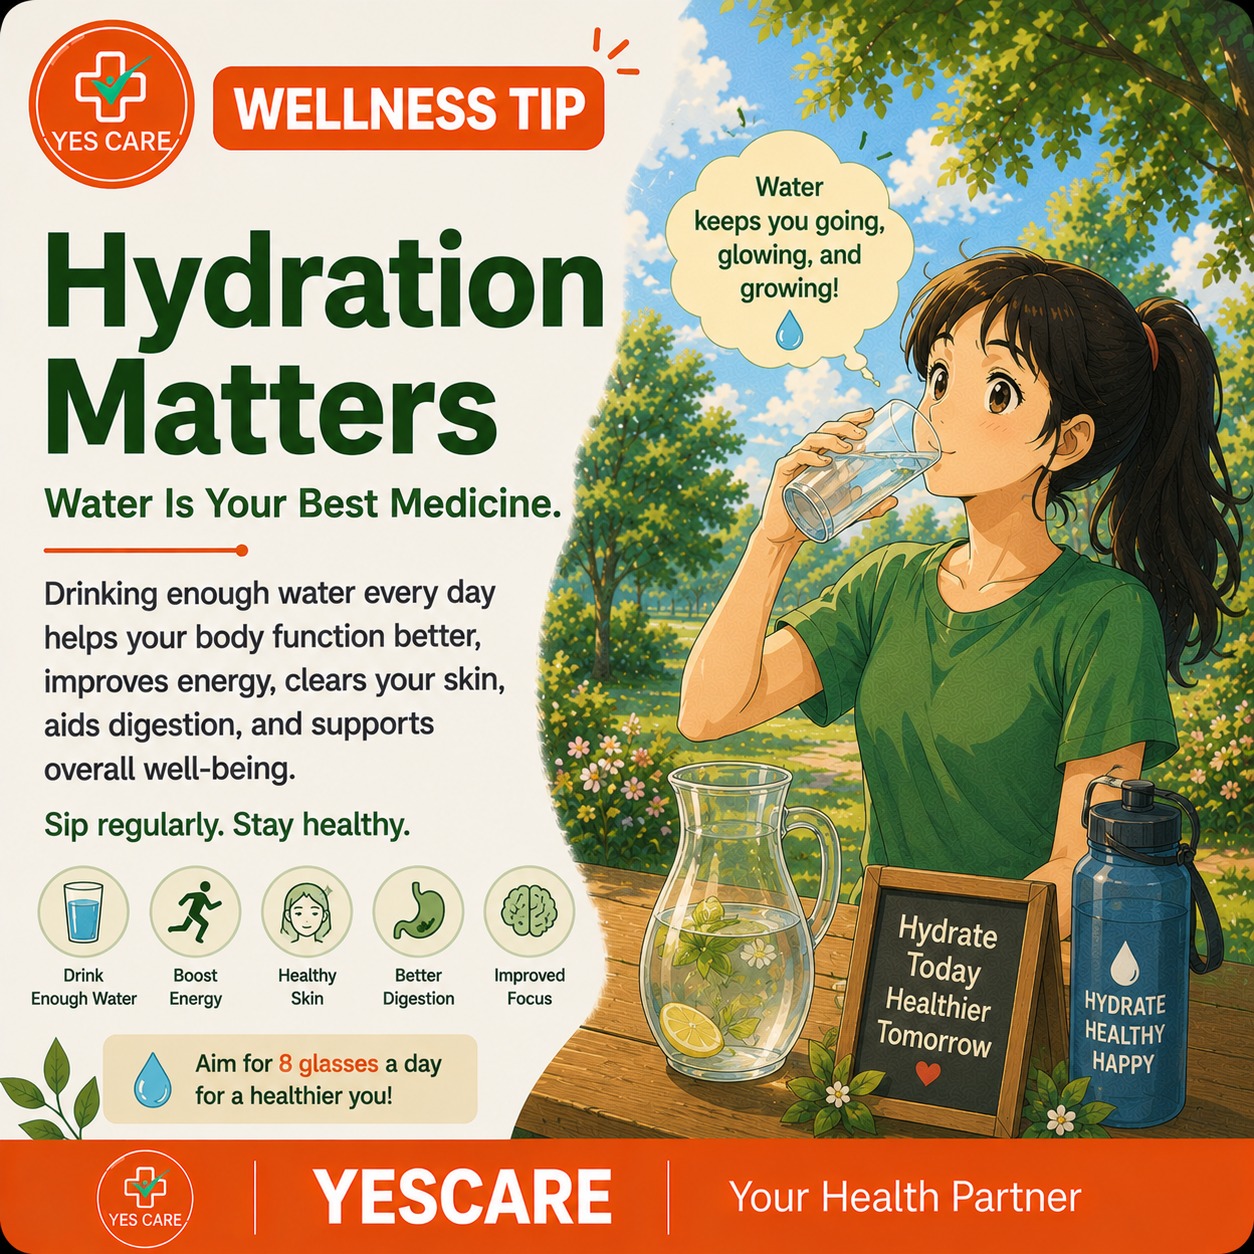 YES CARE
WELLNESS TIP
Hydration
Matters
Water Is Your Best Medicine.
Drinking enough water every day
helps your body function better,
improves energy, clears your skin,
aids digestion, and supports
overall well-being.
Sip regularly. Stay healthy.
Drink
Enough Water
Boost
Energy
Healthy
Skin
Better
Digestion
Improved
Focus
Aim for 8 glasses a day
for a healthier you!
Water
keeps you going,
glowing, and
growing!
Hydrate
Today
Healthier
Tomorrow
HYDRATE
HEALTHY
HAPPY
YES CARE
YESCARE
Your Health Partner